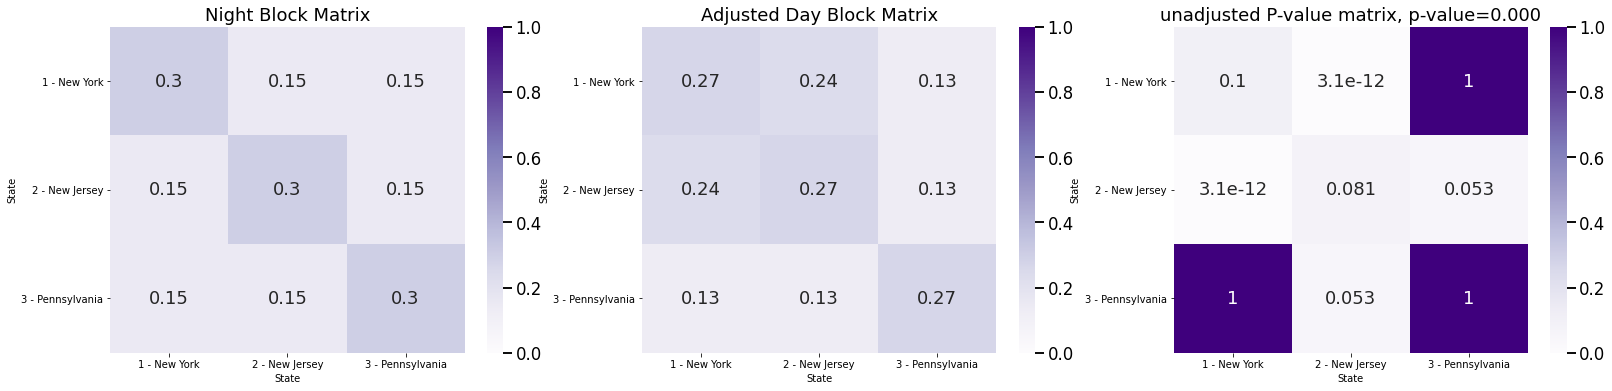 Night Block Matrix
State
1 - New York
2 - New Jersey
3 - Pennsylvania
0.3 0.15 0.15
0.15 0.3 0.15
0.15 0.15 0.3
1 - New York 2 - New Jersey 3 - Pennsylvania
State
1.0
0.8
0.6
0.4
0.2
0.0
Adjusted Day Block Matrix
State
1 - New York
2 - New Jersey
3 - Pennsylvania
0.27 0.24 0.13
0.24 0.27 0.13
0.13 0.13 0.27
1 - New York 2 - New Jersey 3 - Pennsylvania
State
1.0
0.8
0.6
0.4
0.2
0.0
unadjusted P-value matrix, p-value=0.000
State
1 - New York
2 - New Jersey
3 - Pennsylvania
0.1 3.1e-12 1
3.1e-12 0.081 0.053
1 0.053 1
1 - New York 2 - New Jersey 3 - Pennsylvania
State
1.0
0.8
0.6
0.4
0.2
0.0